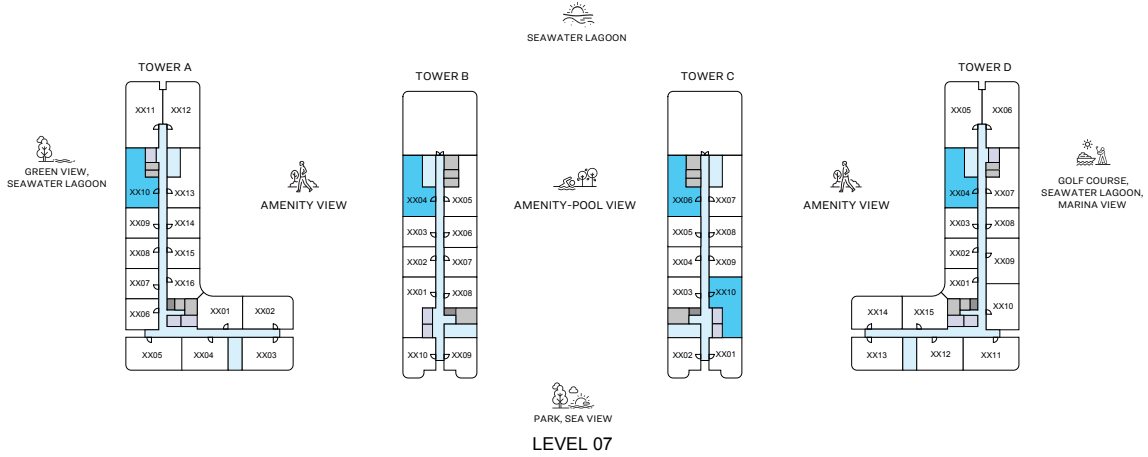 SEAWATER LAGOON
TOWER A
TOWER B
TOWER C
TOWER D
GREEN VIEW,
SEAWATER LAGOON
AMENITY VIEW
AMENITY-POOL VIEW
AMENITY VIEW
GOLF COURSE,
SEAWATER LAGOON,
MARINA VIEW
XX11 XX12
XX10 XX13
XX09 XX14
XX08 XX15
XX07 XX16
XX06 XX01 XX02
XX05 XX04 XX03
XX04 XX05
XX03 XX06
XX02 XX07
XX01 XX08
XX10 XX09
XX06 XX07
XX05 XX08
XX04 XX09
XX03 XX10
XX02 XX01
XX05 XX06
XX04 XX07
XX03
XX02 XX09
XX01
XX14 XX15 XX10
XX13 XX12 XX11
PARK, SEA VIEW
LEVEL 07